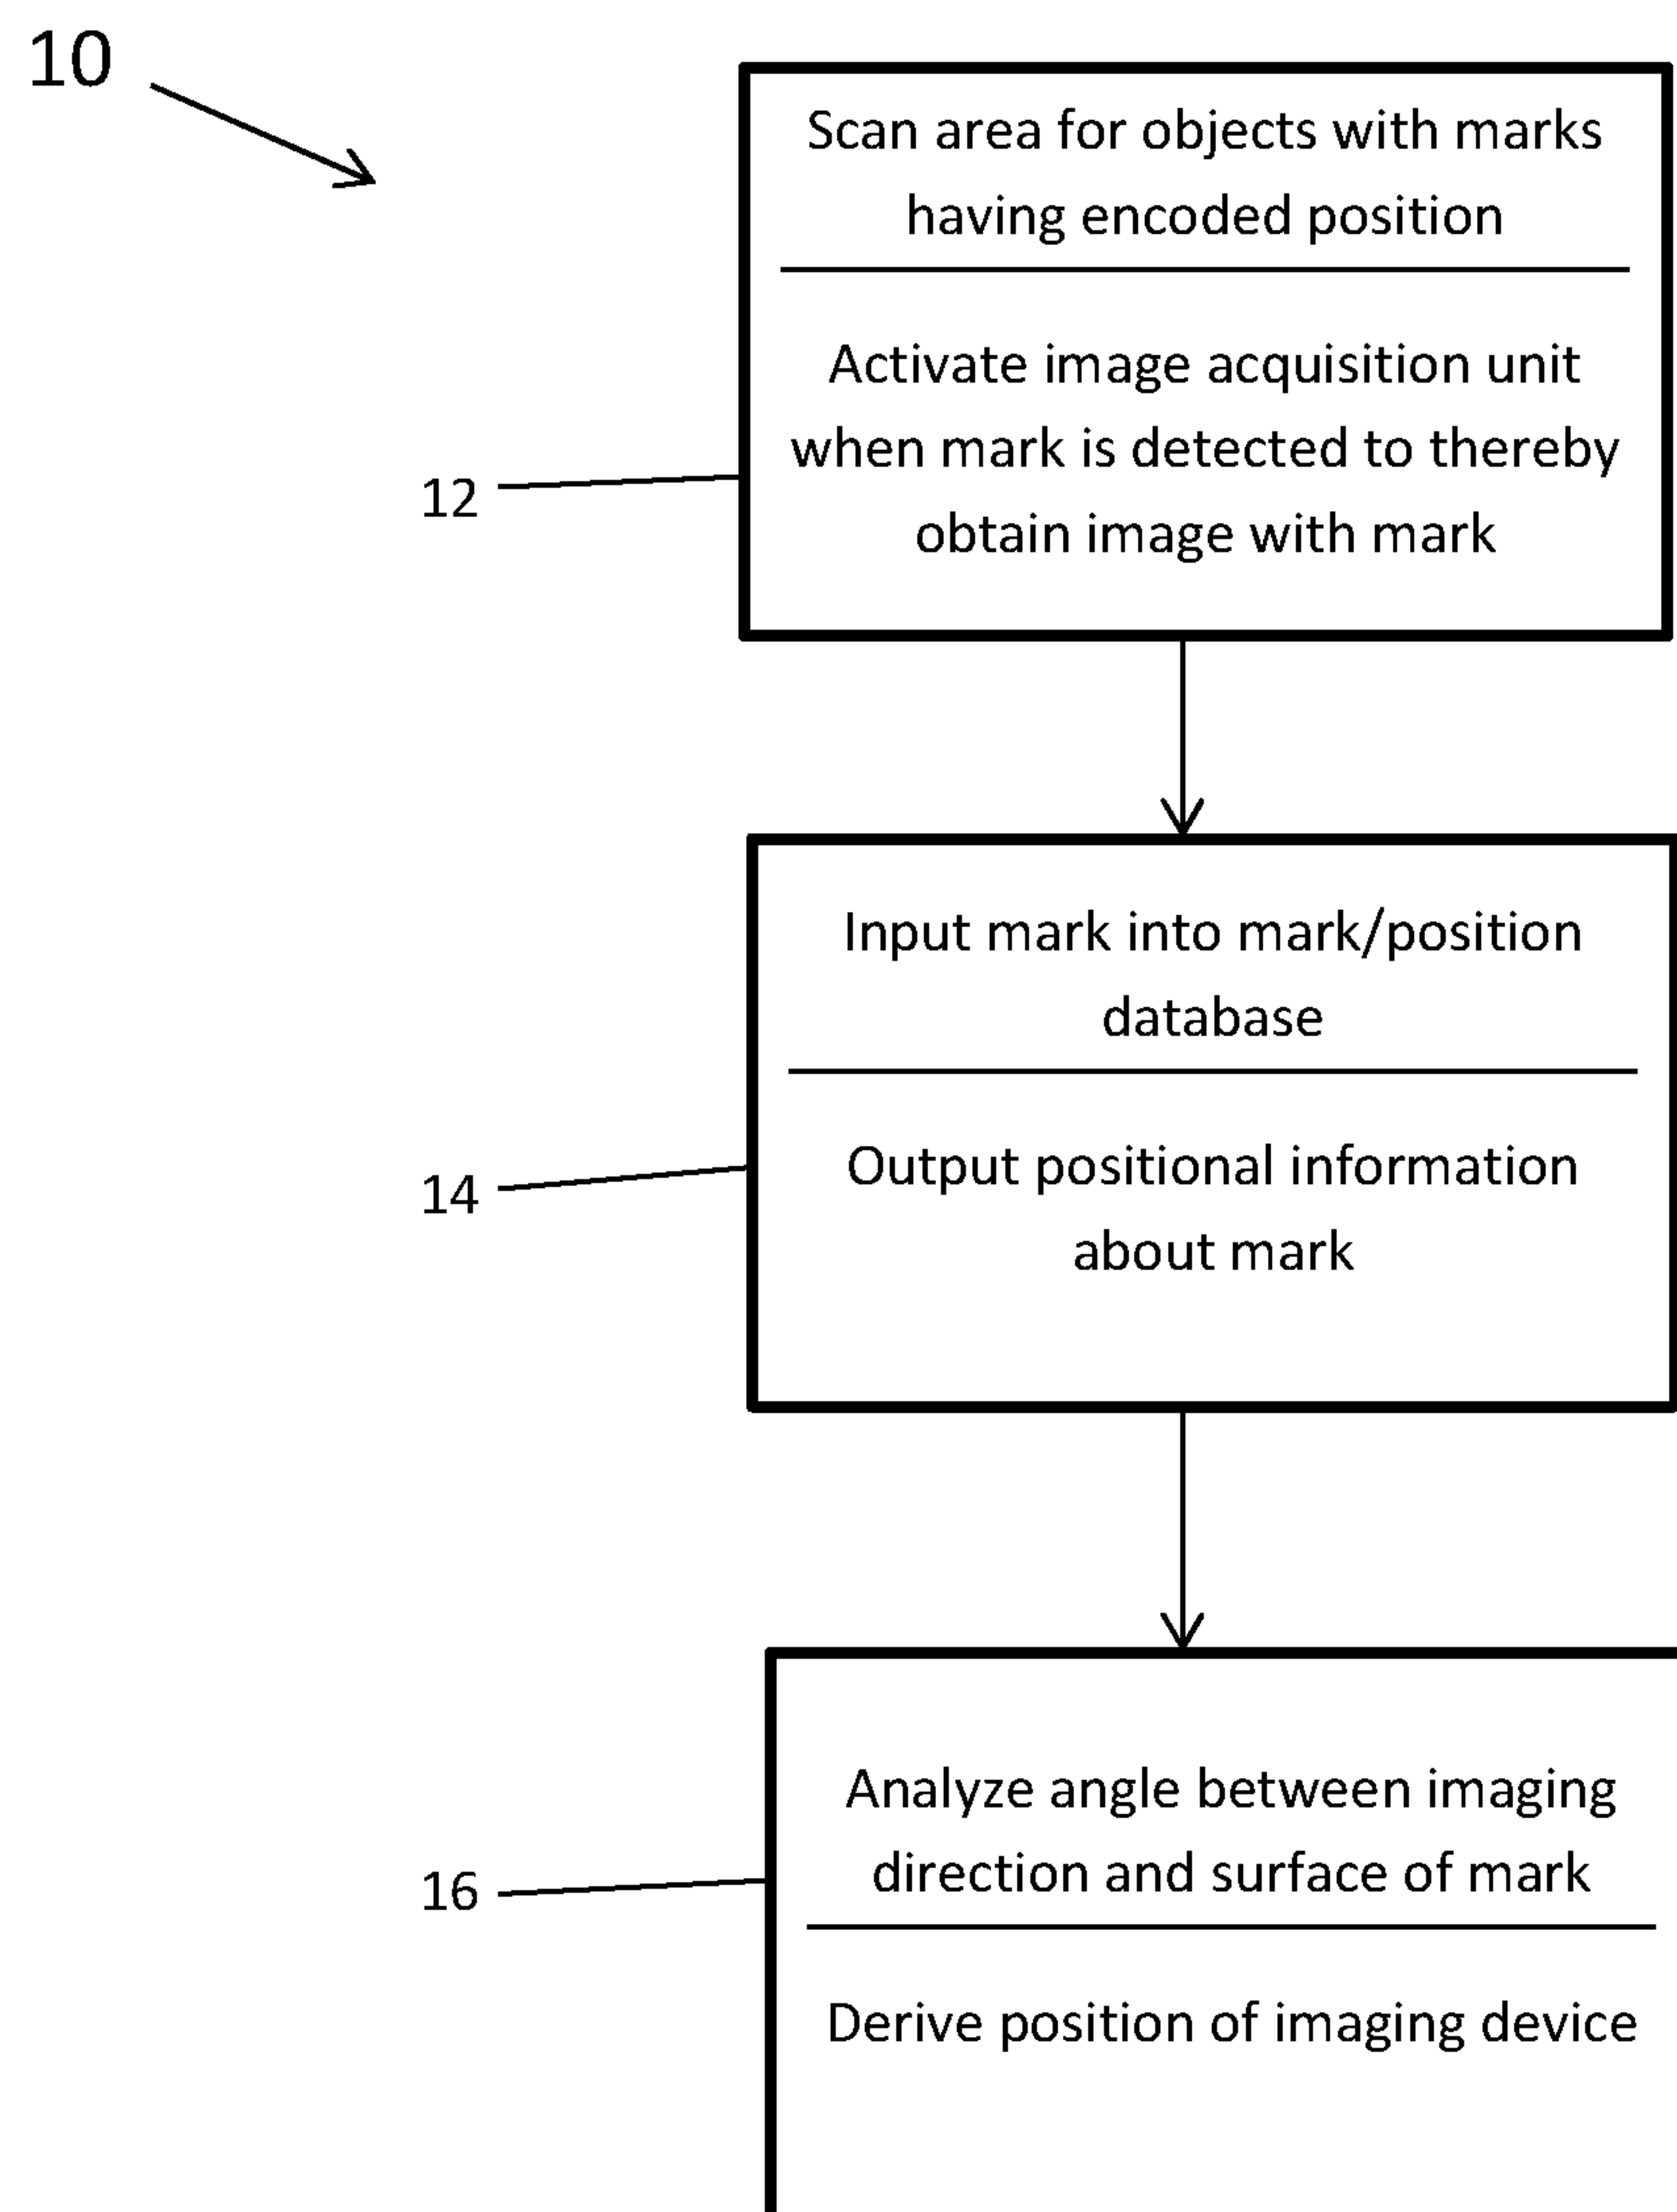 10
Scan area for objects with marks
having encoded position
Activate image acquisition unit
when mark is detected to thereby
obtain image with mark
12
Input mark into mark/position
database
Output positional information
about mark
14
Analyze angle between imaging
direction and surface of mark
Derive position of imaging device
16